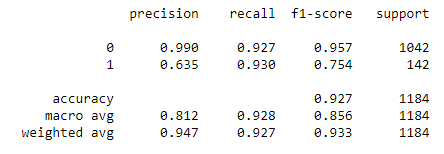 precision recall f1-score support
0 0.990 0.927 0.957 1042
1 0.635 0.930 0.754 142
accuracy 0.927 1184
macro avg 0.812 0.928 0.856 1184
weighted avg 0.947 0.927 0.933 1184